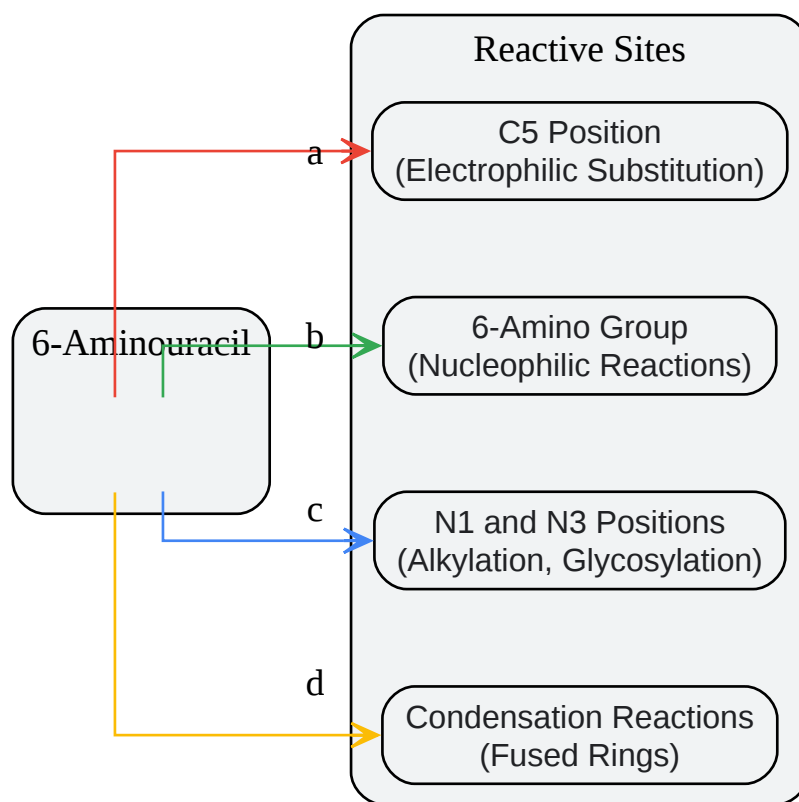 Reactive Sites
C5 Position
(Electrophilic Substitution)
a
6-Aminouracil
b
6-Amino Group
(Nucleophilic Reactions)
c
N1 and N3 Positions
(Alkylation, Glycosylation)
d
Condensation Reactions
(Fused Rings)